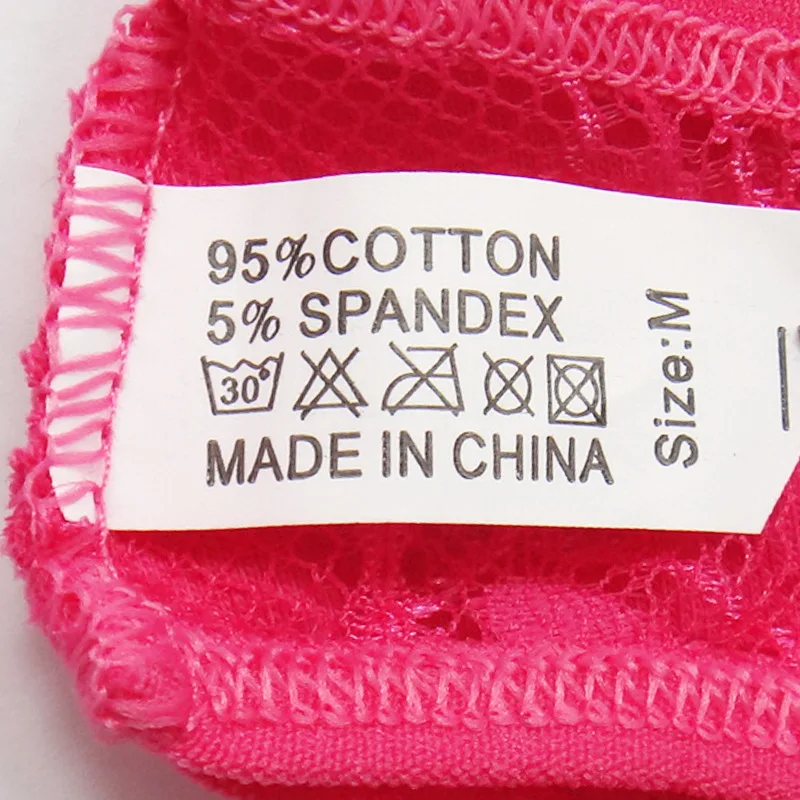 95%COTTON
5% SPANDEX
30°
MADE IN CHINA
Size:M